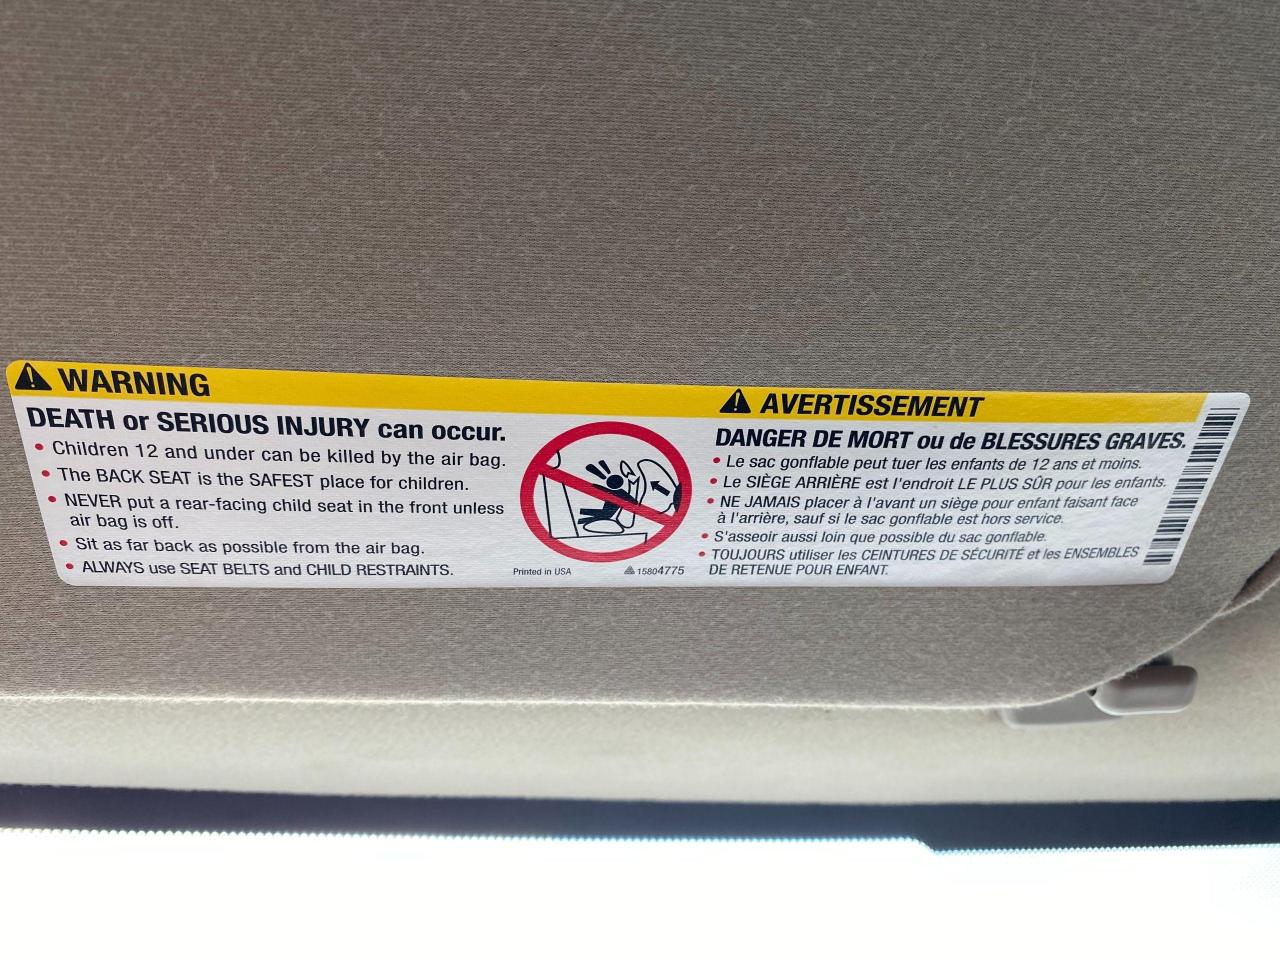 WARNING
DEATH or SERIOUS INJURY can occur.
• Children 12 and under can be killed by the air bag.
• The BACK SEAT is the SAFEST place for children.
• NEVER put a rear-facing child seat in the front unless
air bag is off.
• Sit as far back as possible from the air bag.
• ALWAYS use SEAT BELTS and CHILD RESTRAINTS.
Printed in USA
15804775
AVERTISSEMENT
DANGER DE MORT ou de BLESSURES GRAVES.
• Le sac gonflable peut tuer les enfants de 12 ans et moins.
• Le SIÈGE ARRIÈRE est l'endroit LE PLUS SÛR pour les enfants.
• NE JAMAIS placer à l'avant un siège pour enfant faisant face
à l'arrière, sauf si le sac gonflable est hors service.
• S'asseoir aussi loin que possible du sac gonflable.
• TOUJOURS utiliser les CEINTURES DE SÉCURITÉ et les ENSEMBLES
DE RETENUE POUR ENFANT.